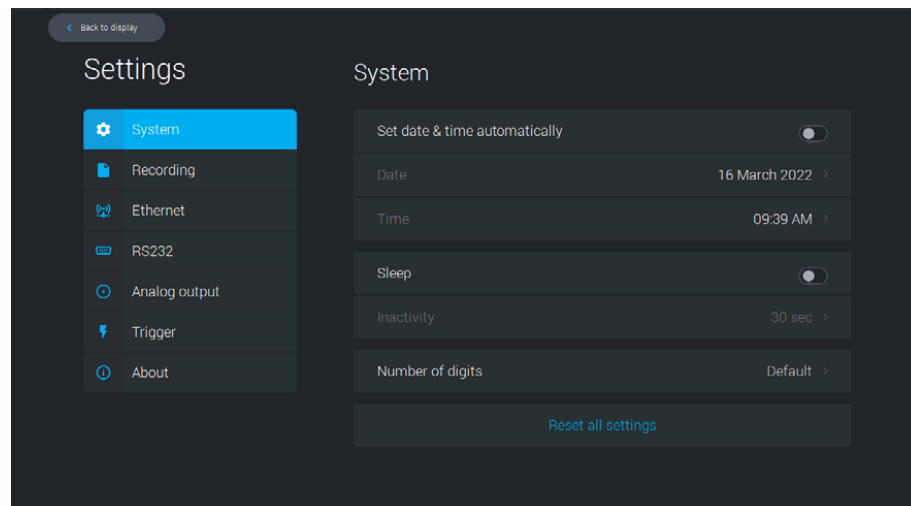 Back to display
Settings
System
Recording
Ethernet
RS232
Analog output
Trigger
About
System
Set date & time automatically
Date 16 March 2022
Time 09:39 AM
Sleep
Inactivity 30 sec
Number of digits Default
Reset all settings